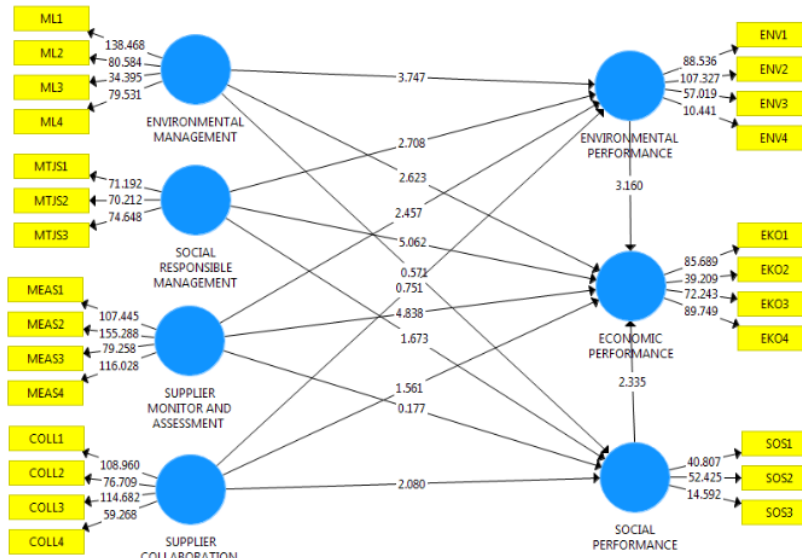 ML1
ML2
ML3
ML4
138.468
80.584
34.395
79.531
ENVIRONMENTAL
MANAGEMENT
MTJS1
MTJS2
MTJS3
71.192
70.212
74.648
SOCIAL
RESPONSIBLE
MANAGEMENT
MEAS1
MEAS2
MEAS3
MEAS4
107.445
155.288
79.258
116.028
SUPPLIER
MONITOR AND
ASSESSMENT
COLL1
COLL2
COLL3
COLL4
108.960
76.709
114.682
59.268
SUPPLIER
COLLABORATION
3.747
2.708
2.623
2.457
5.062
0.571
0.751
4.838
1.673
1.561
0.177
2.080
ENVIRONMENTAL
PERFORMANCE
88.536
107.327
57.019
10.441
ENV1
ENV2
ENV3
ENV4
3.160
ECONOMIC
PERFORMANCE
85.689
39.209
72.243
89.749
EKO1
EKO2
EKO3
EKO4
2.335
SOCIAL
PERFORMANCE
40.807
52.425
14.592
SOS1
SOS2
SOS3